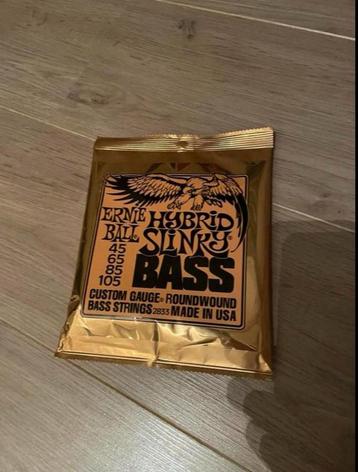 ERNIE BALL
HYBRID SLINKY®
BASS
45
65
85
105
CUSTOM GAUGE® ROUNDWOUND
BASS STRINGS 2833 MADE IN USA